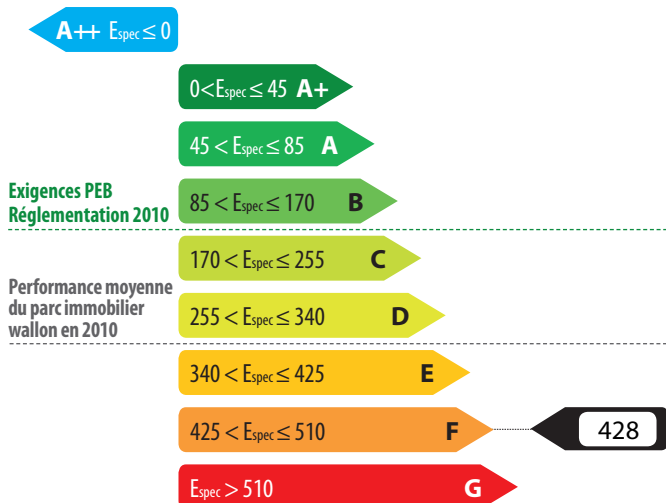 A++ Espec ≤ 0
0 < Espec ≤ 45 A+
45 < Espec ≤ 85 A
Exigences PEB
Réglementation 2010
85 < Espec ≤ 170 B
170 < Espec ≤ 255 C
Performance moyenne
du parc immobilier
wallon en 2010
255 < Espec ≤ 340 D
340 < Espec ≤ 425 E
425 < Espec ≤ 510 F 428
Espec > 510 G